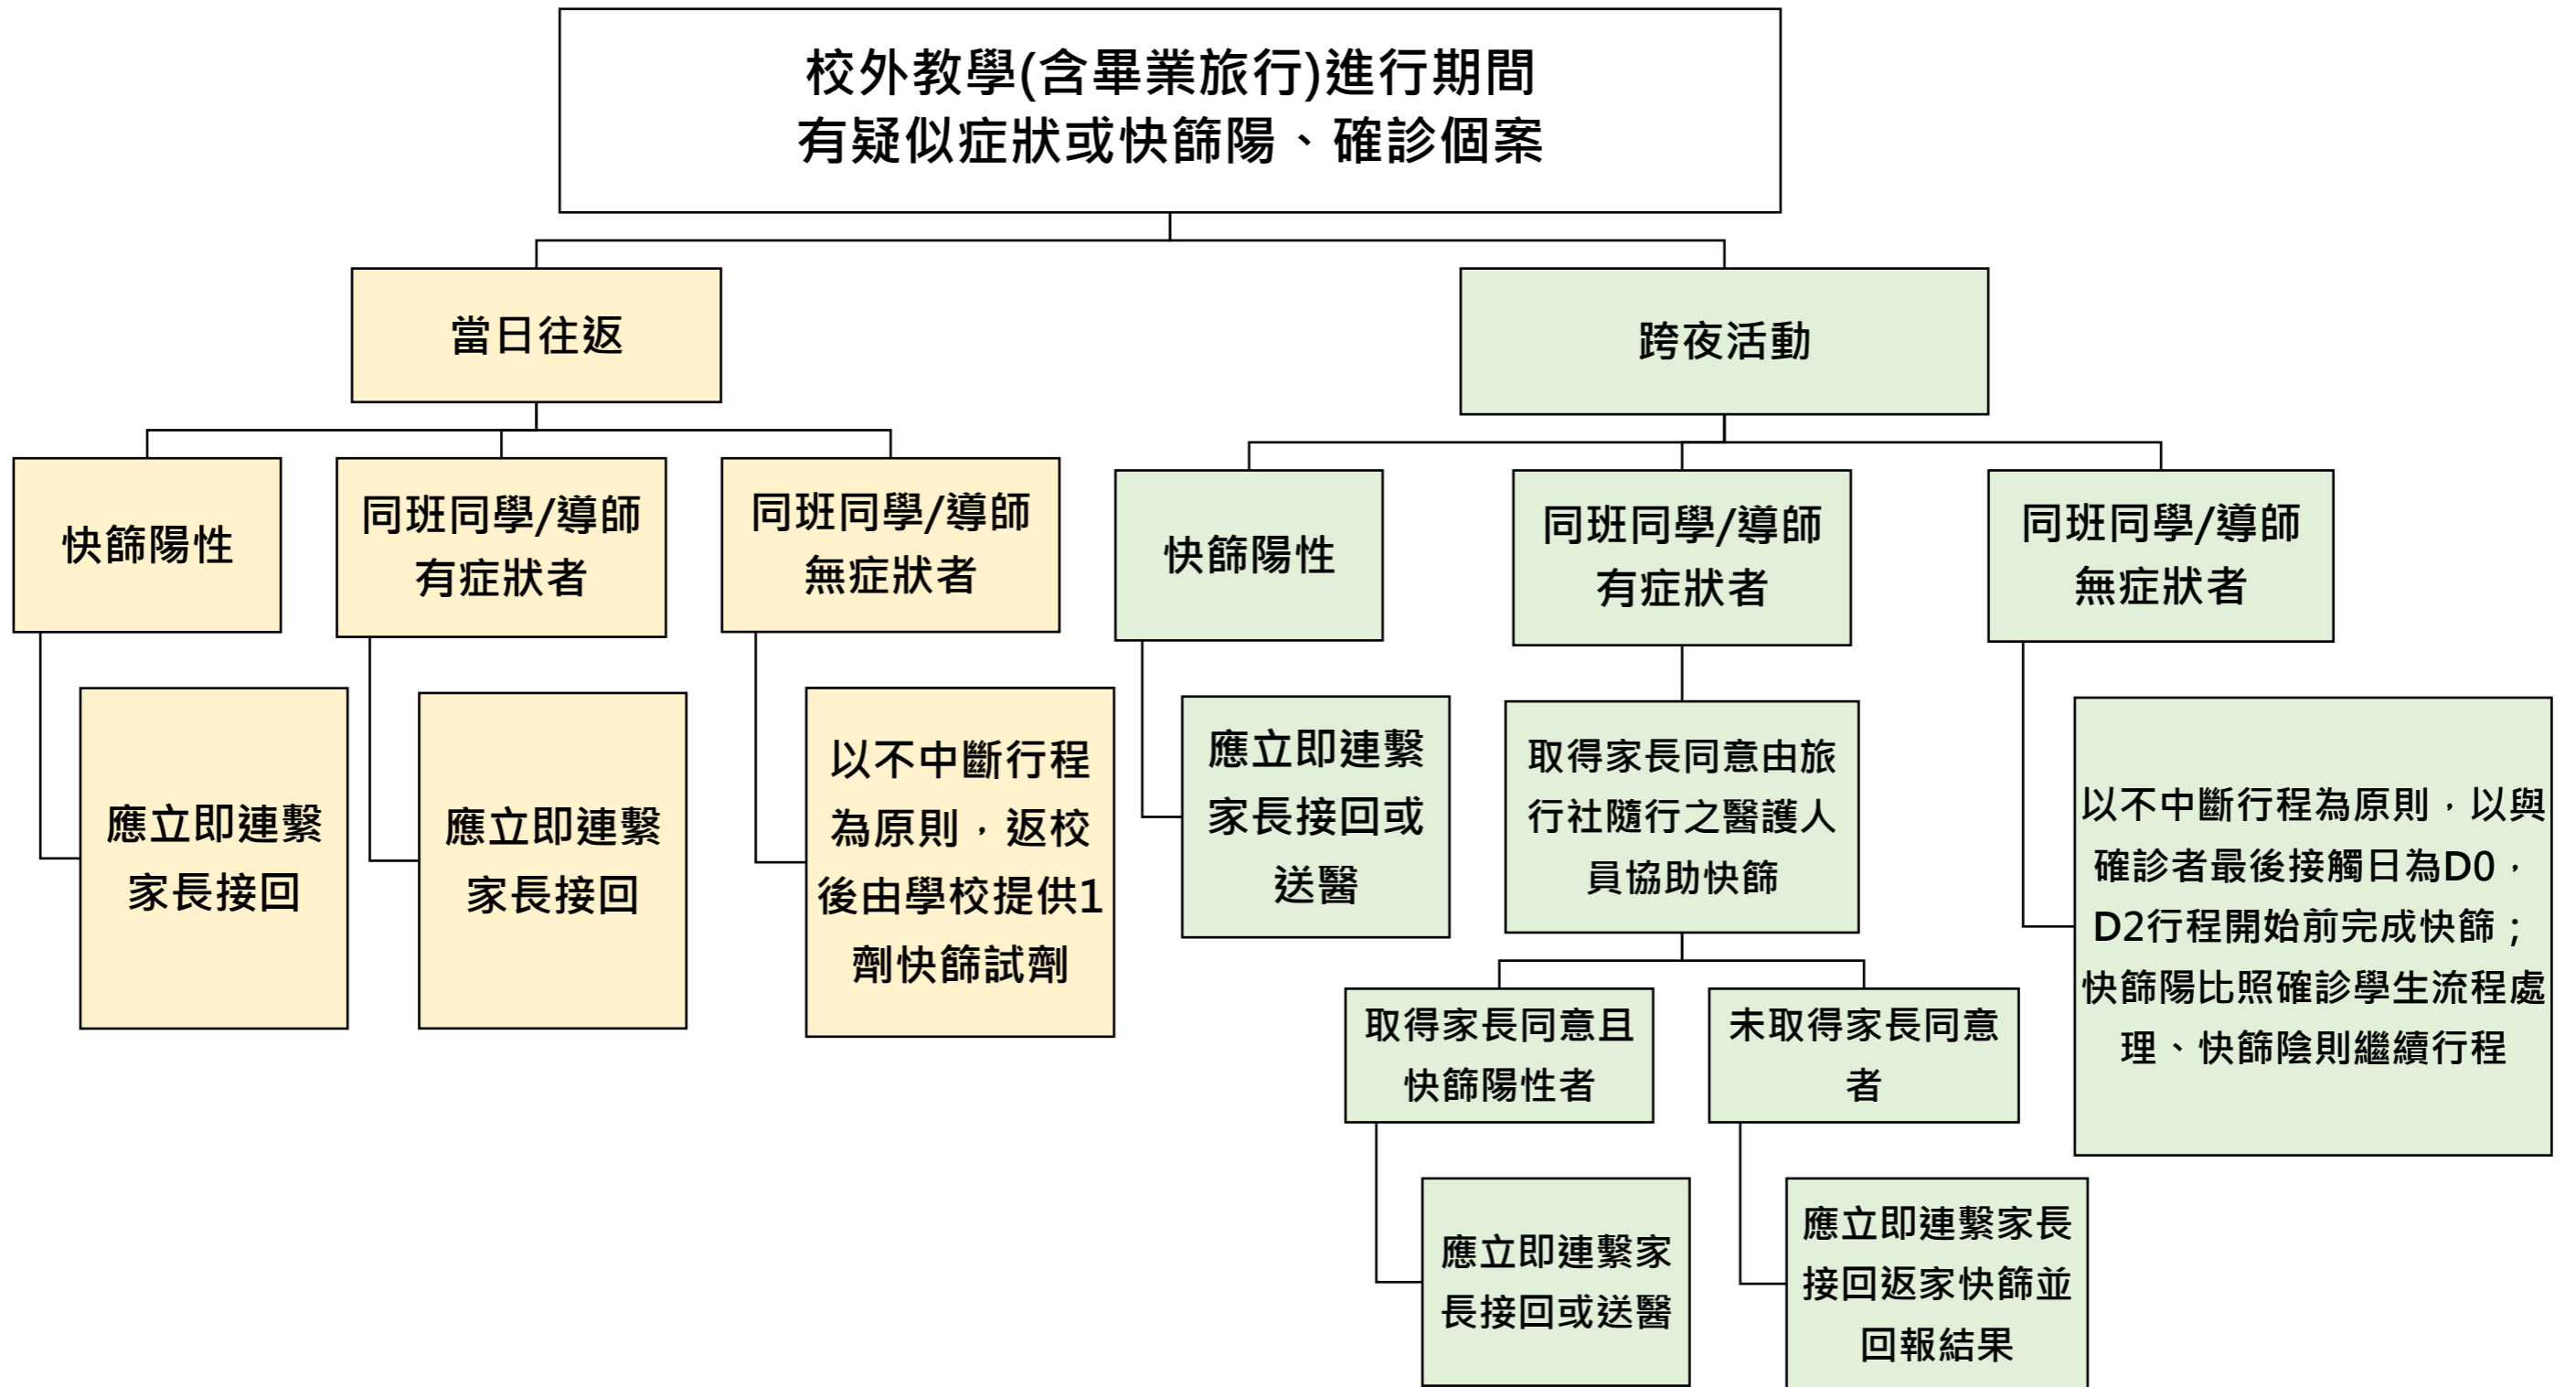 校外教學(含畢業旅行)進行期間
有疑似症狀或快篩陽、確診個案
當日往返
跨夜活動
快篩陽性
同班同學/導師
有症狀者
同班同學/導師
無症狀者
快篩陽性
同班同學/導師
有症狀者
同班同學/導師
無症狀者
應立即連繫
家長接回
應立即連繫
家長接回
以不中斷行程
為原則，返校
後由學校提供1
劑快篩試劑
應立即連繫
家長接回或
送醫
取得家長同意由旅
行社隨行之醫護人
員協助快篩
以不中斷行程為原則，以與
確診者最後接觸日為D0，
D2行程開始前完成快篩；
快篩陽比照確診學生流程處
理、快篩陰則繼續行程
取得家長同意且
快篩陽性者
未取得家長同意
者
應立即連繫家
長接回或送醫
應立即連繫家長
接回返家快篩並
回報結果